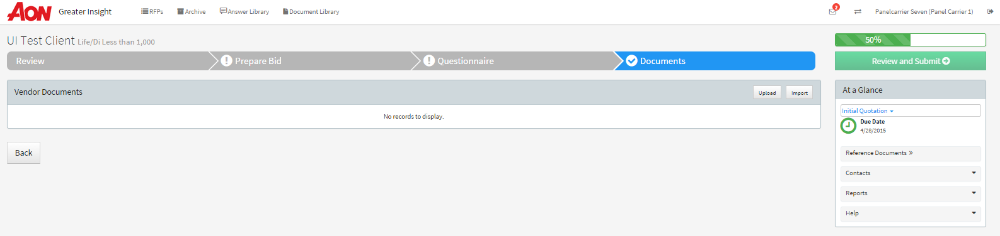 AON Greater Insight RFPs Archive Answer Library Document Library 2 Panelcarrier Seven (Panel Carrier 1)
UI Test Client Life/Di Less than 1,000
50%
Review Prepare Bid Questionnaire Documents
Review and Submit
Vendor Documents Upload Import
No records to display.
Back
At a Glance
Initial Quotation
Due Date
4/28/2015
Reference Documents »
Contacts
Reports
Help